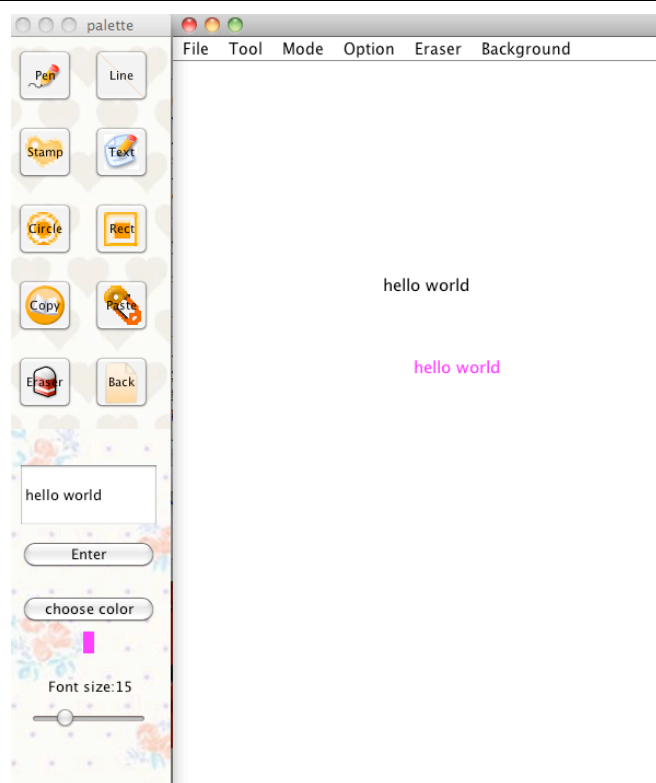 palette
Pen
Line
Stamp
Text
Circle
Rect
Copy
Paste
Eraser
Back
hello world
Enter
choose color
Font size:15
File Tool Mode Option Eraser Background
hello world
hello world